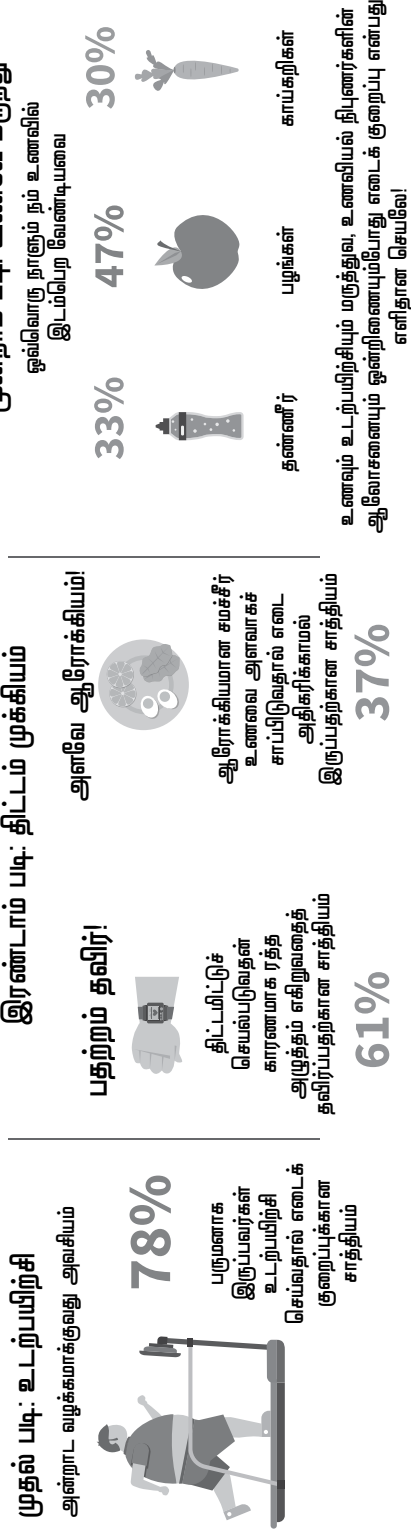 முதல் படி: உடற்பயிற்சி
அன்றாட வழக்கமாக்குவது அவசியம்
78%
பருமனாக
இருப்பவர்கள்
உடற்பயிற்சி
செய்வதால் எடைக்
குறைப்புக்கான
சாத்தியம்
இரண்டாம் படி: திட்டம் முக்கியம்
பதற்றம் தவிர்!
திட்டமிட்டுச்
செயல்படுவதன்
காரணமாக ரத்த
அழுத்தம் எகிறுவதைத்
தவிர்ப்பதற்கான சாத்தியம்
61%
அளவே ஆரோக்கியம்!
ஆரோக்கியமான சமச்சீர்
உணவை அளவாகச்
சாப்பிடுவதால் எடை
அதிகரிக்காமல்
இருப்பதற்கான சாத்தியம்
37%
ஒவ்வொரு நாளும் நம் உணவில்
இடம்பெற வேண்டியவை
33%
தண்ணீர்
47%
பழங்கள்
30%
காய்கறிகள்
உணவும் உடற்பயிற்சியும் மருத்துவ, உணவியல் நிபுணர்களின்
ஆலோசனையும் ஒன்றிணையும்போது எடைக் குறைப்பு என்பது
எளிதான செயலே!